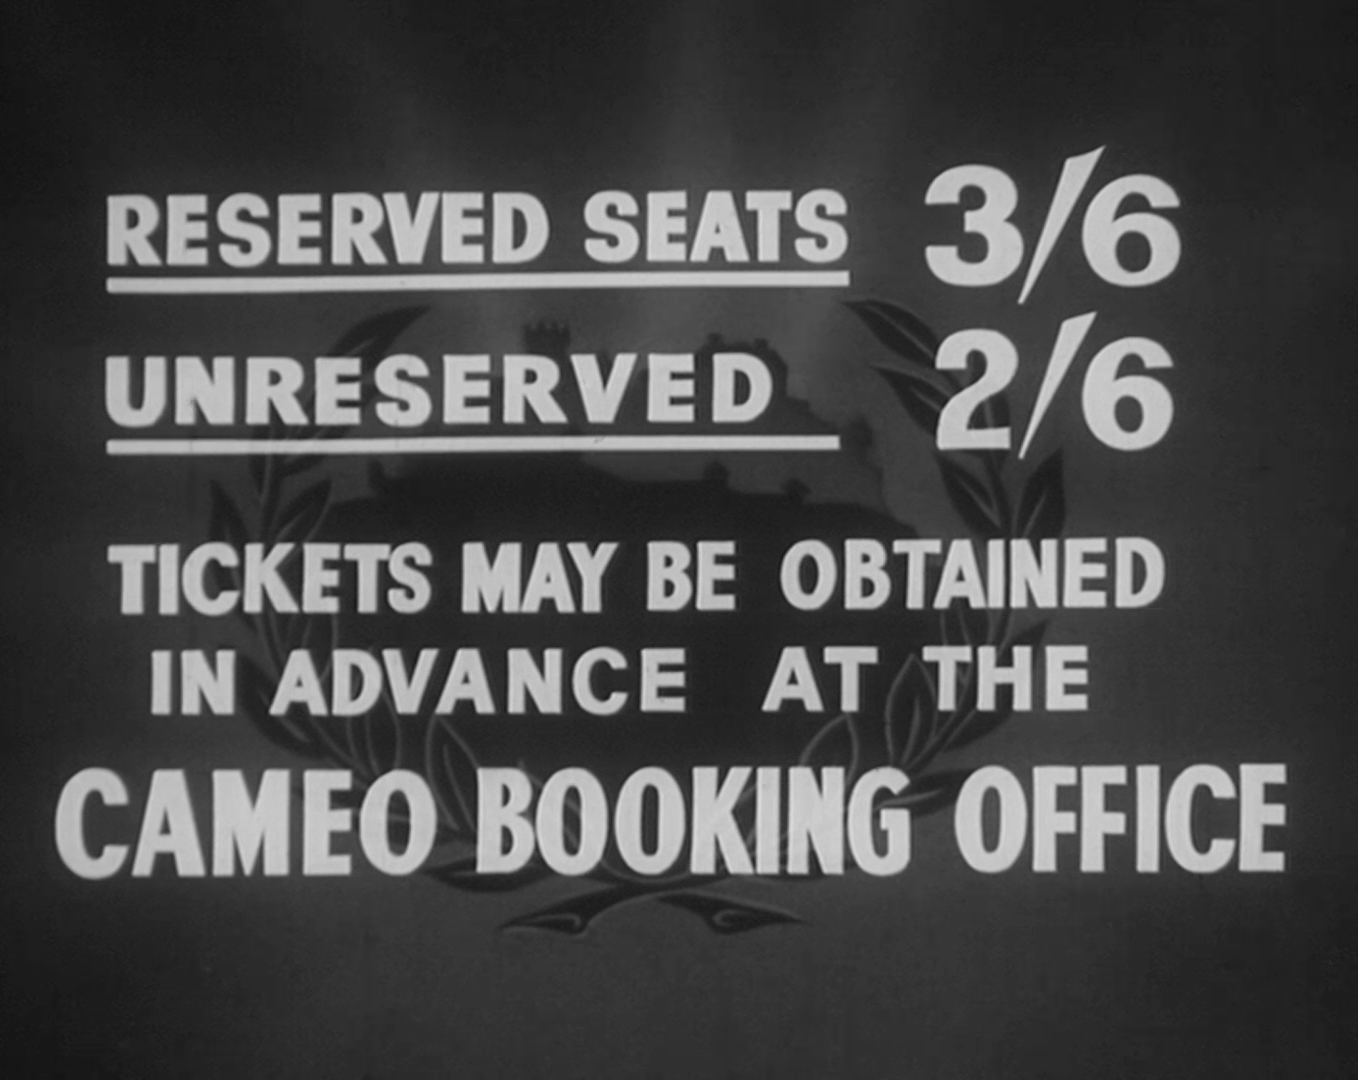 RESERVED SEATS 3/6
UNRESERVED 2/6
TICKETS MAY BE OBTAINED
IN ADVANCE AT THE
CAMEO BOOKING OFFICE